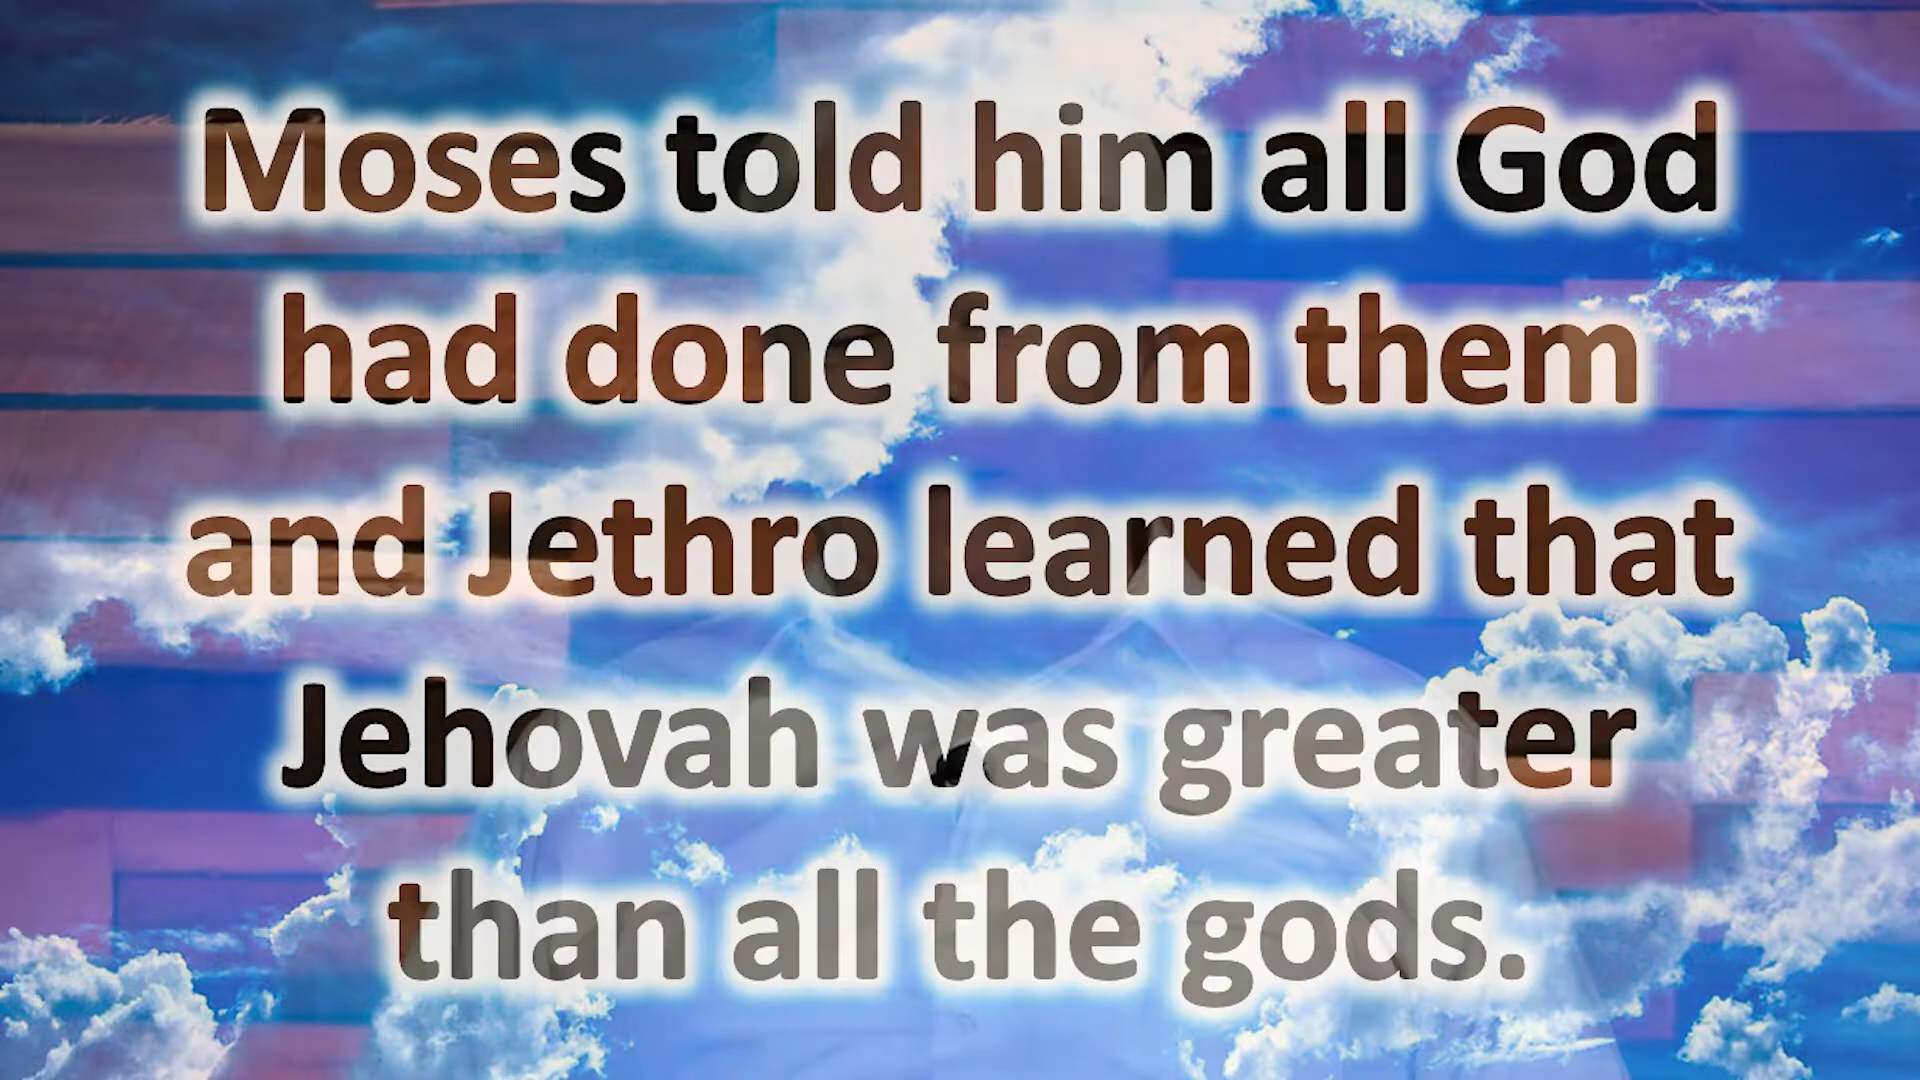 Moses told him all God
had done from them
and Jethro learned that
Jehovah was greater
than all the gods.